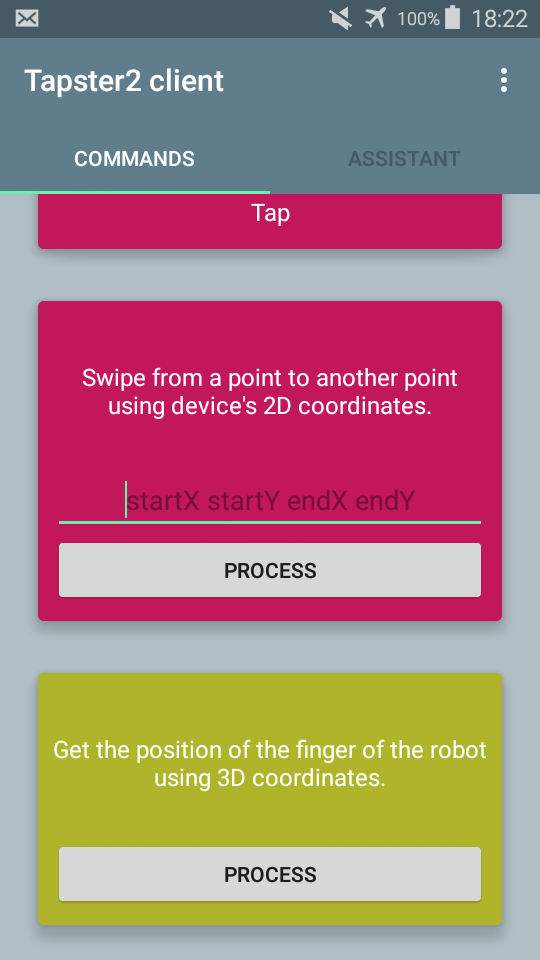 100% 18:22
Tapster2 client
COMMANDS ASSISTANT
Tap
Swipe from a point to another point
using device's 2D coordinates.
startX startY endX endY
PROCESS
Get the position of the finger of the robot
using 3D coordinates.
PROCESS